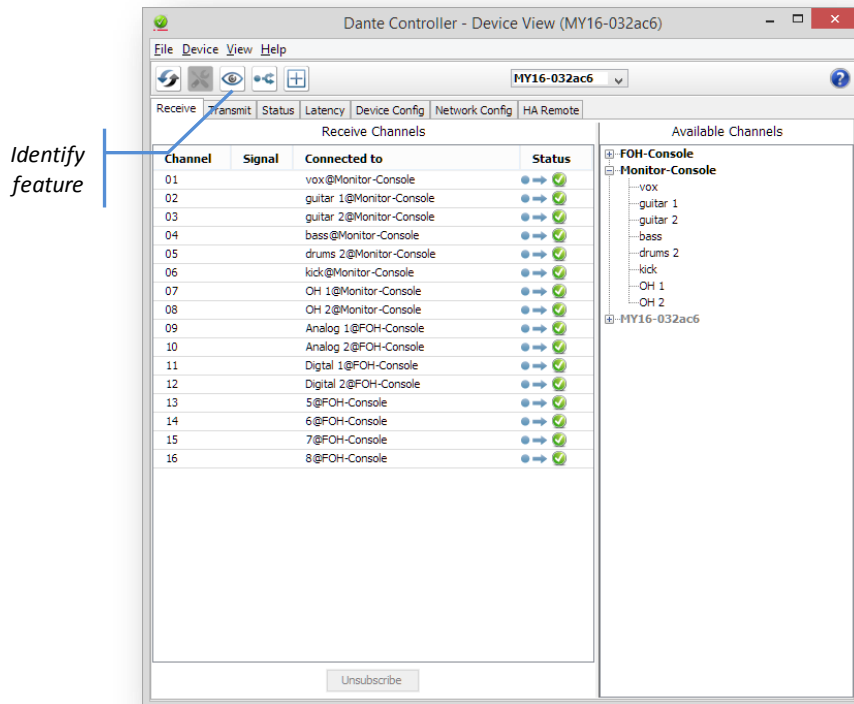 Dante Controller - Device View (MY16-032ac6)
File Device View Help
MY16-032ac6
Receive Transmit Status Latency Device Config Network Config HA Remote
Identify
feature
Receive Channels
Channel Signal Connected to Status
01 vox@Monitor-Console
02 guitar 1@Monitor-Console
03 guitar 2@Monitor-Console
04 bass@Monitor-Console
05 drums 2@Monitor-Console
06 kick@Monitor-Console
07 OH 1@Monitor-Console
08 OH 2@Monitor-Console
09 Analog 1@FOH-Console
10 Analog 2@FOH-Console
11 Digtal 1@FOH-Console
12 Digital 2@FOH-Console
13 5@FOH-Console
14 6@FOH-Console
15 7@FOH-Console
16 8@FOH-Console
Unsubscribe
Available Channels
FOH-Console
Monitor-Console
vox
guitar 1
guitar 2
bass
drums 2
kick
OH 1
OH 2
MY16-032ac6